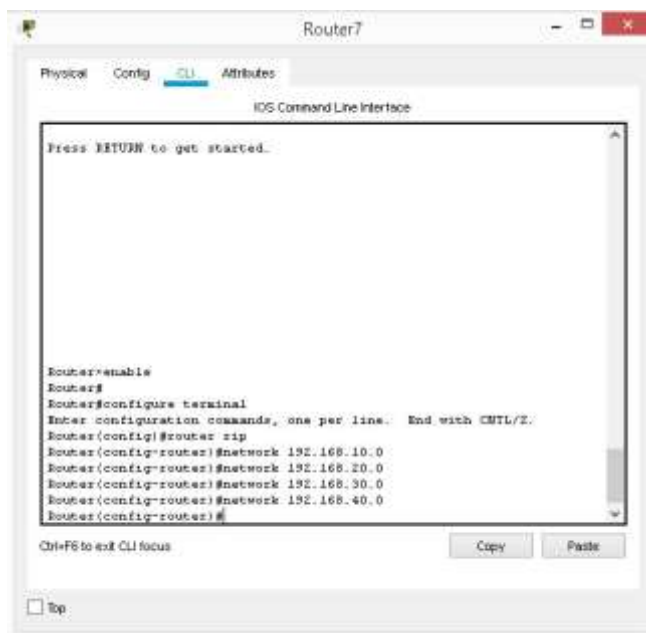 Router7
Physical Config CLI Attributes
IOS Command Line Interface
Press RETURN to get started.
Router>enable
Router#
Router#configure terminal
Enter configuration commands, one per line. End with CNTL/Z.
Router(config)#router rip
Router(config-router)#network 192.168.10.0
Router(config-router)#network 192.168.20.0
Router(config-router)#network 192.168.30.0
Router(config-router)#network 192.168.40.0
Router(config-router)#
Ctrl+F6 to exit CLI focus
Copy Paste
Top